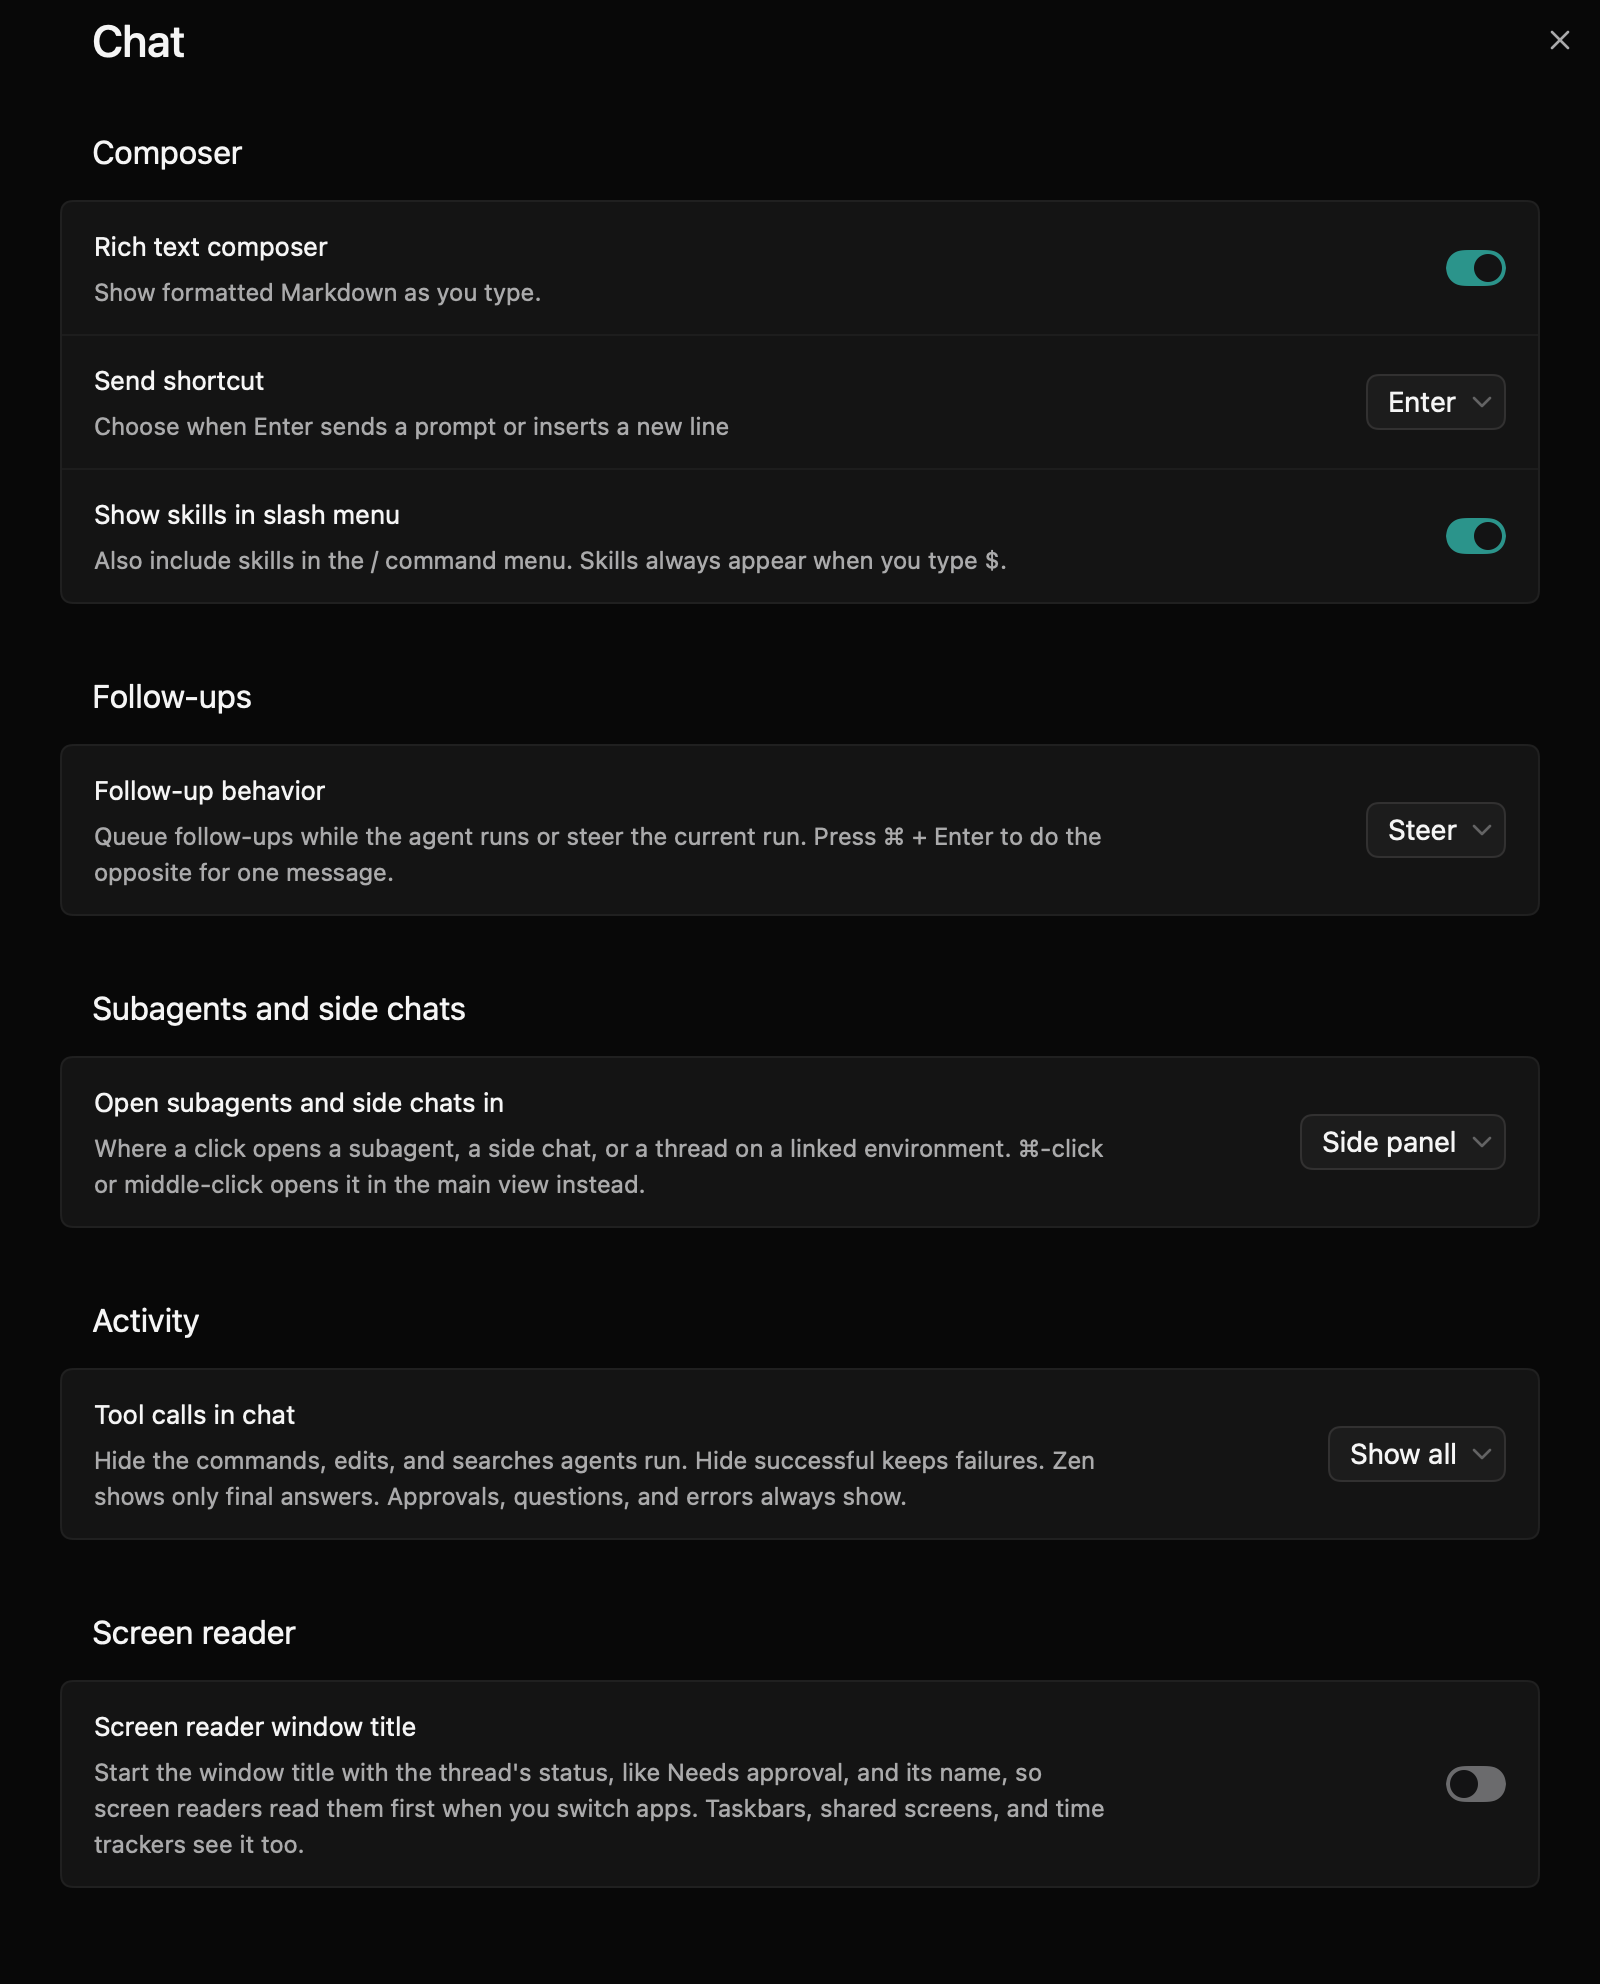 Chat
Composer
Rich text composer
Show formatted Markdown as you type.
Send shortcut
Choose when Enter sends a prompt or inserts a new line
Enter
Show skills in slash menu
Also include skills in the / command menu. Skills always appear when you type $.
Follow-ups
Follow-up behavior
Queue follow-ups while the agent runs or steer the current run. Press ⌘ + Enter to do the
opposite for one message.
Steer
Subagents and side chats
Open subagents and side chats in
Where a click opens a subagent, a side chat, or a thread on a linked environment. ⌘-click
or middle-click opens it in the main view instead.
Side panel
Activity
Tool calls in chat
Hide the commands, edits, and searches agents run. Hide successful keeps failures. Zen
shows only final answers. Approvals, questions, and errors always show.
Show all
Screen reader
Screen reader window title
Start the window title with the thread's status, like Needs approval, and its name, so
screen readers read them first when you switch apps. Taskbars, shared screens, and time
trackers see it too.